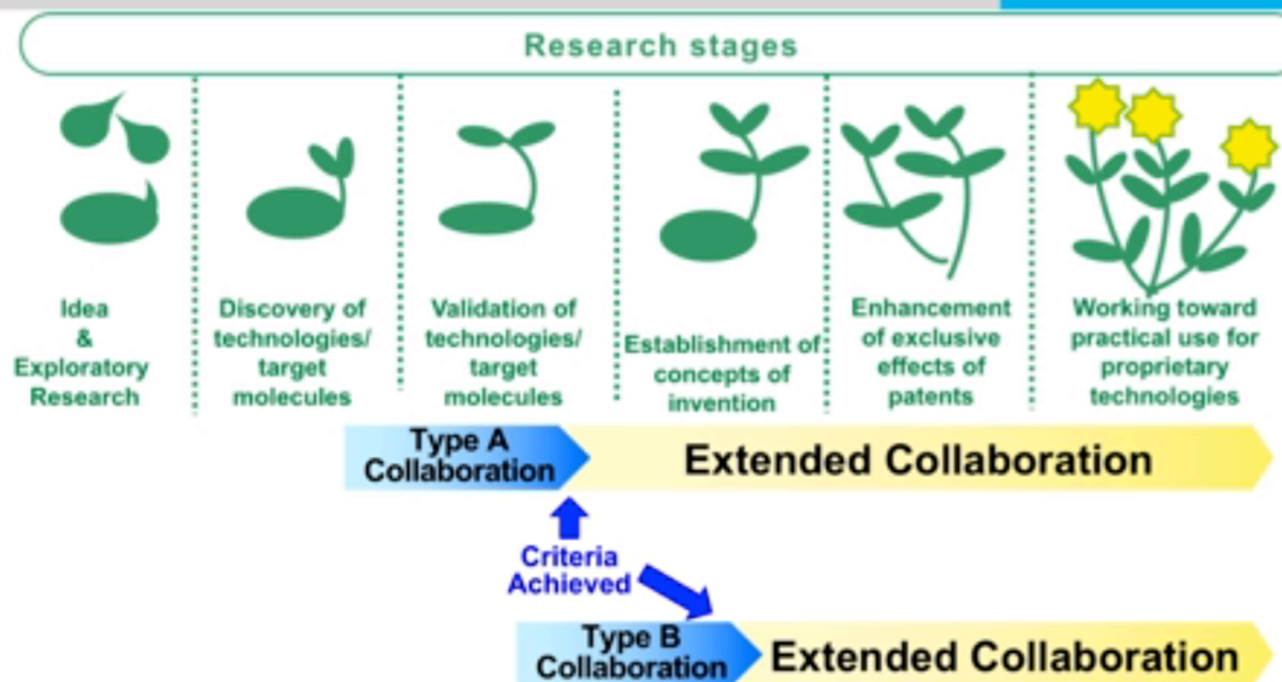 Research stages
Idea
&
Exploratory
Research
Discovery of
technologies/
target
molecules
Validation of
technologies/
target
molecules
Establishment of
concepts of
invention
Enhancement
of exclusive
effects of
patents
Working toward
practical use for
proprietary
technologies
Type A
Collaboration
Extended Collaboration
Criteria
Achieved
Type B
Collaboration
Extended Collaboration